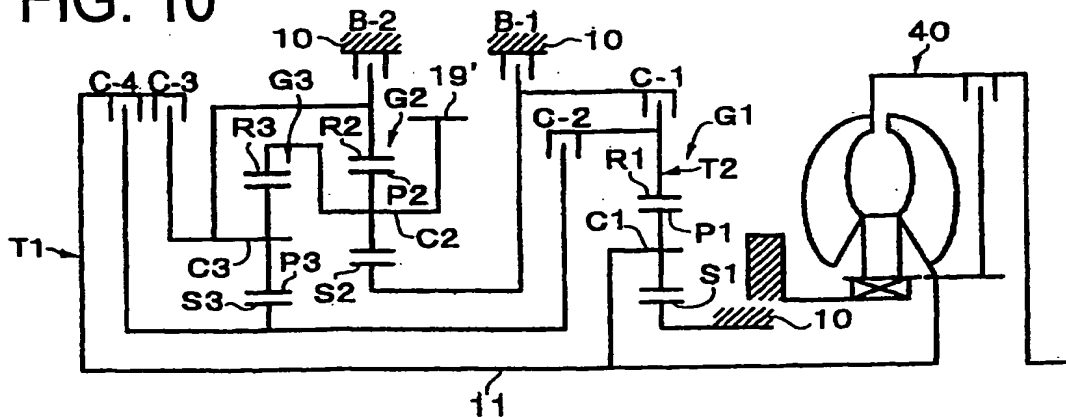 FIG. 10
B-2
B-1
10
10
40
C-4
C-3
19'
C-1
G3
G2
C-2
G1
R3
R2
R1
T2
P2
C1
P1
T1
C3
C2
P3
S2
S1
S3
10
11